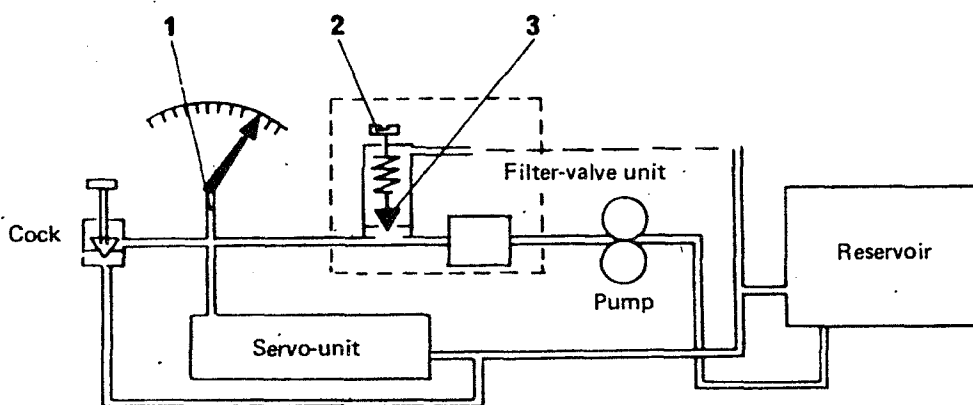 1
2
3
Filter-valve unit
Cock
Reservoir
Pump
Servo-unit